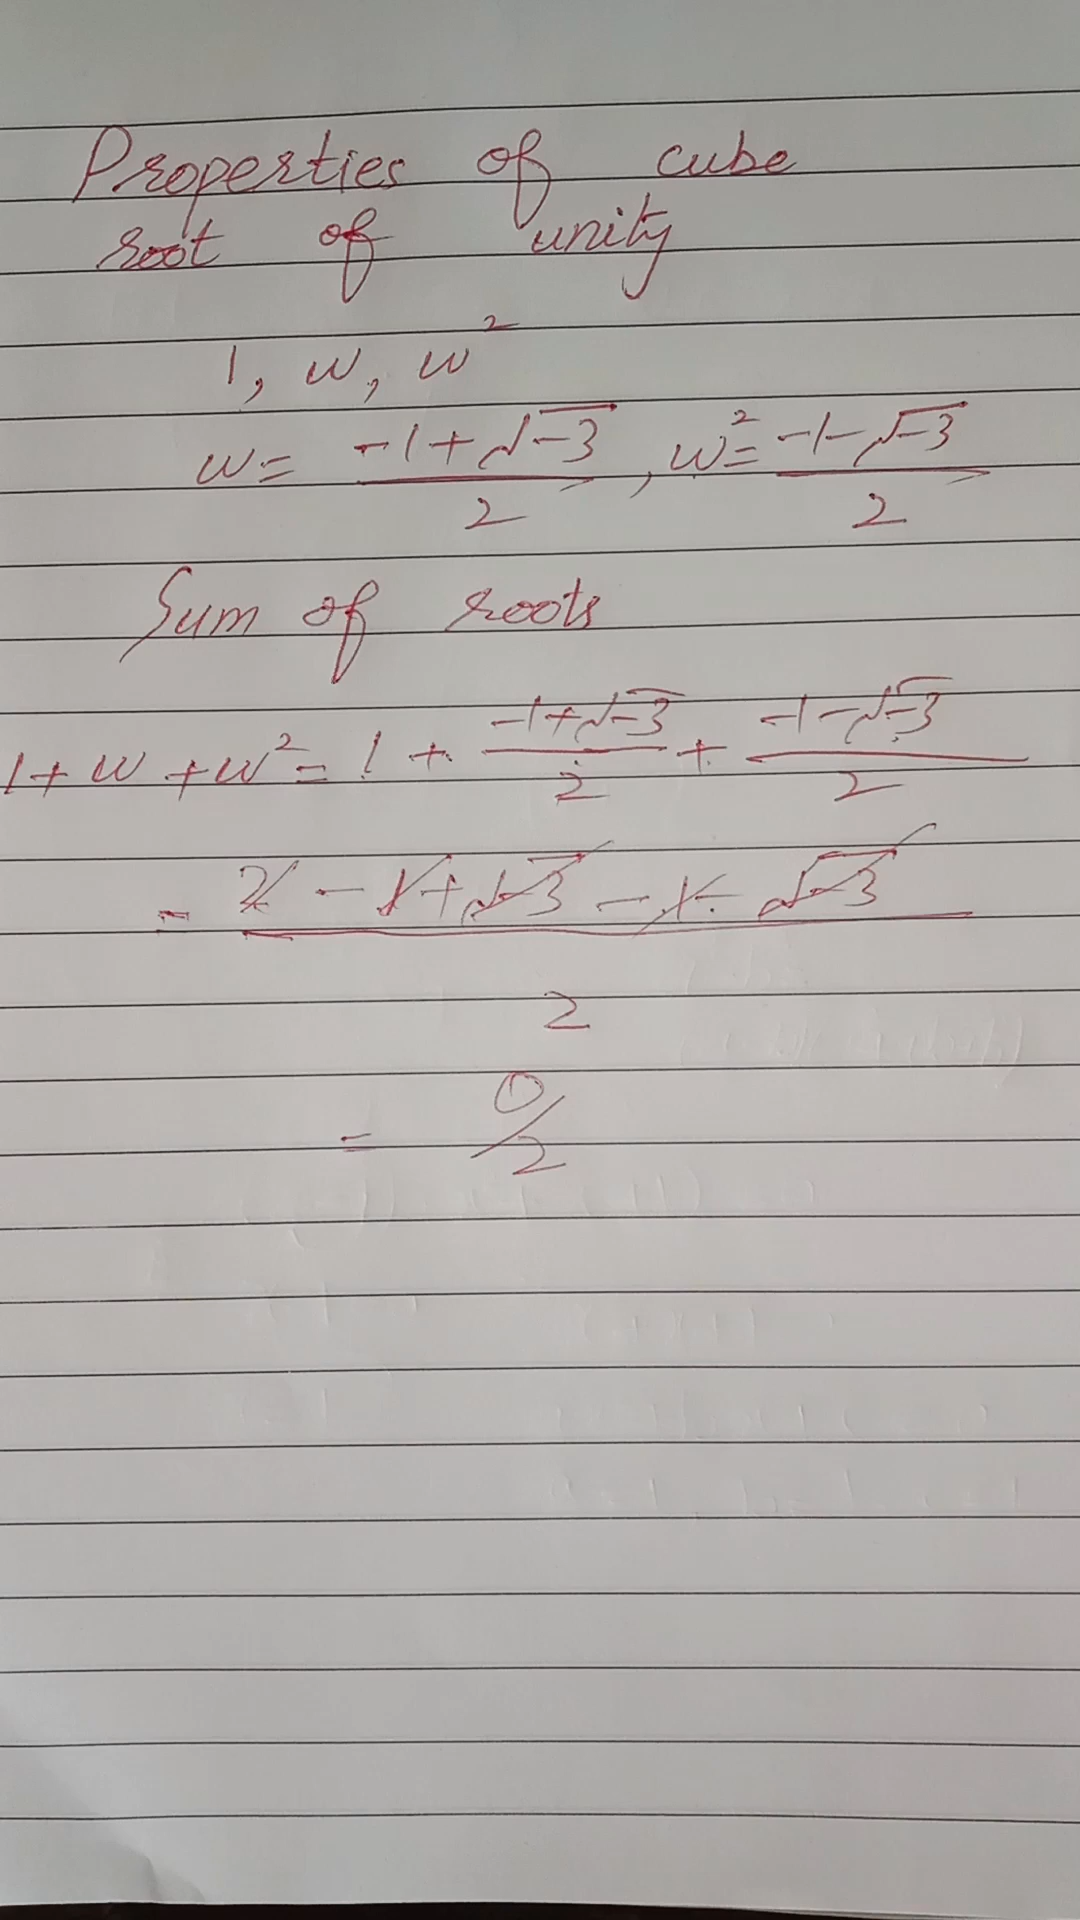 Properties of cube
root of unity
1, w, w²
w = (-1+√-3)/2, w² = (-1-√-3)/2
Sum of roots
1 + w + w² = 1 + (-1+√-3)/2 + (-1-√-3)/2
= (2 - 1 + √-3 - 1 - √-3)/2
= 0/2